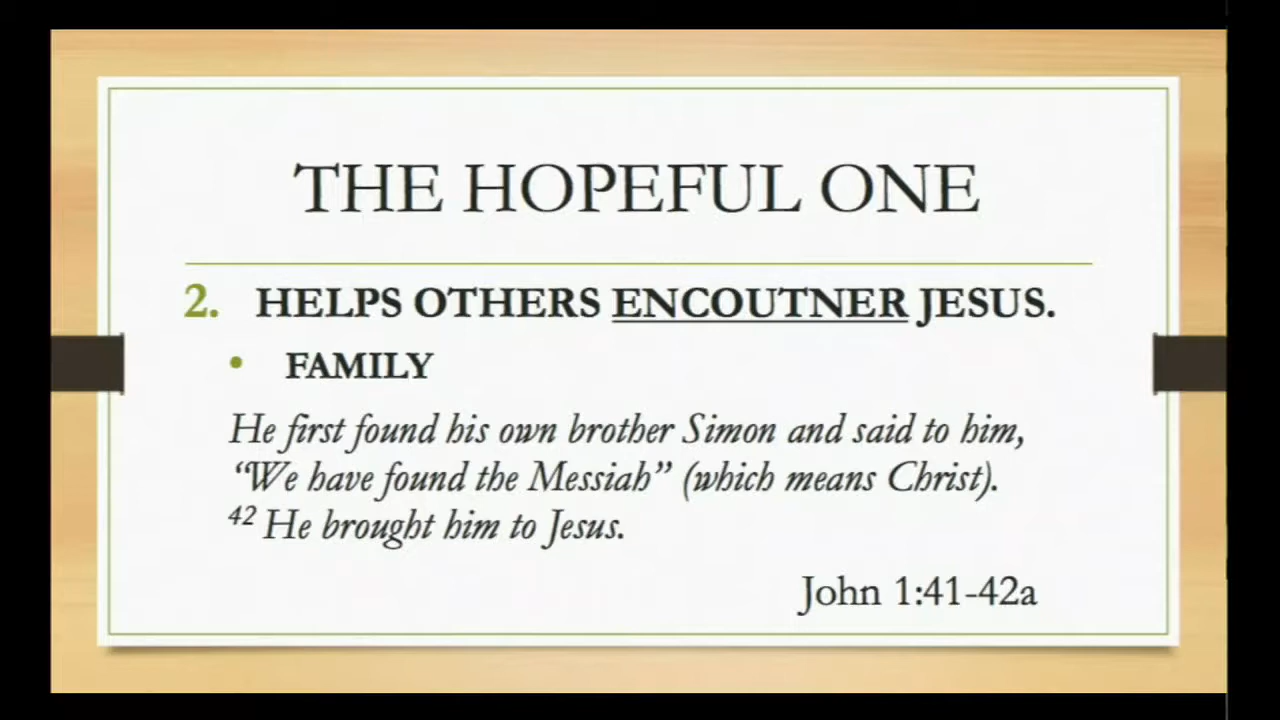 THE HOPEFUL ONE
2. HELPS OTHERS ENCOUTNER JESUS.
• FAMILY
He first found his own brother Simon and said to him,
“We have found the Messiah” (which means Christ).
42 He brought him to Jesus.
John 1:41-42a